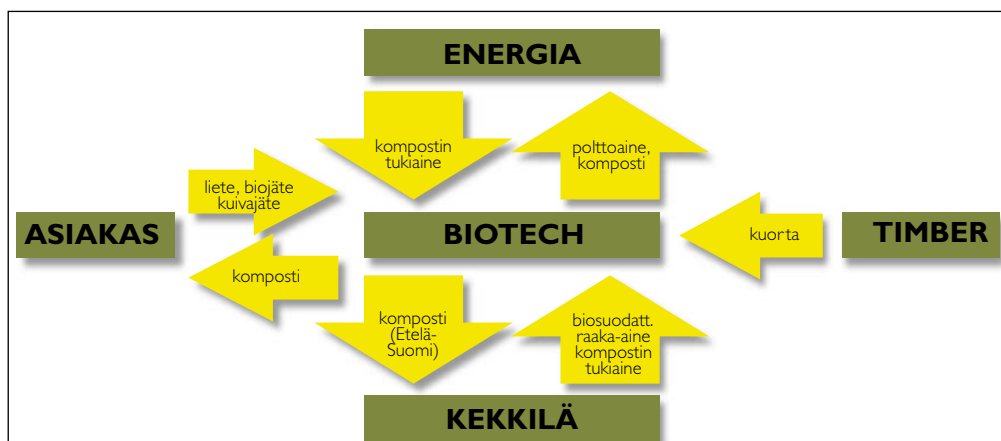 ENERGIA
kompostin
tukiaine
polttoaine,
komposti
liete, biojäte
kuivajäte
ASIAKAS
BIOTECH
kuorta
TIMBER
komposti
komposti
(Etelä-
Suomi)
biosuodatt.
raaka-aine
kompostin
tukiaine
KEKKILÄ